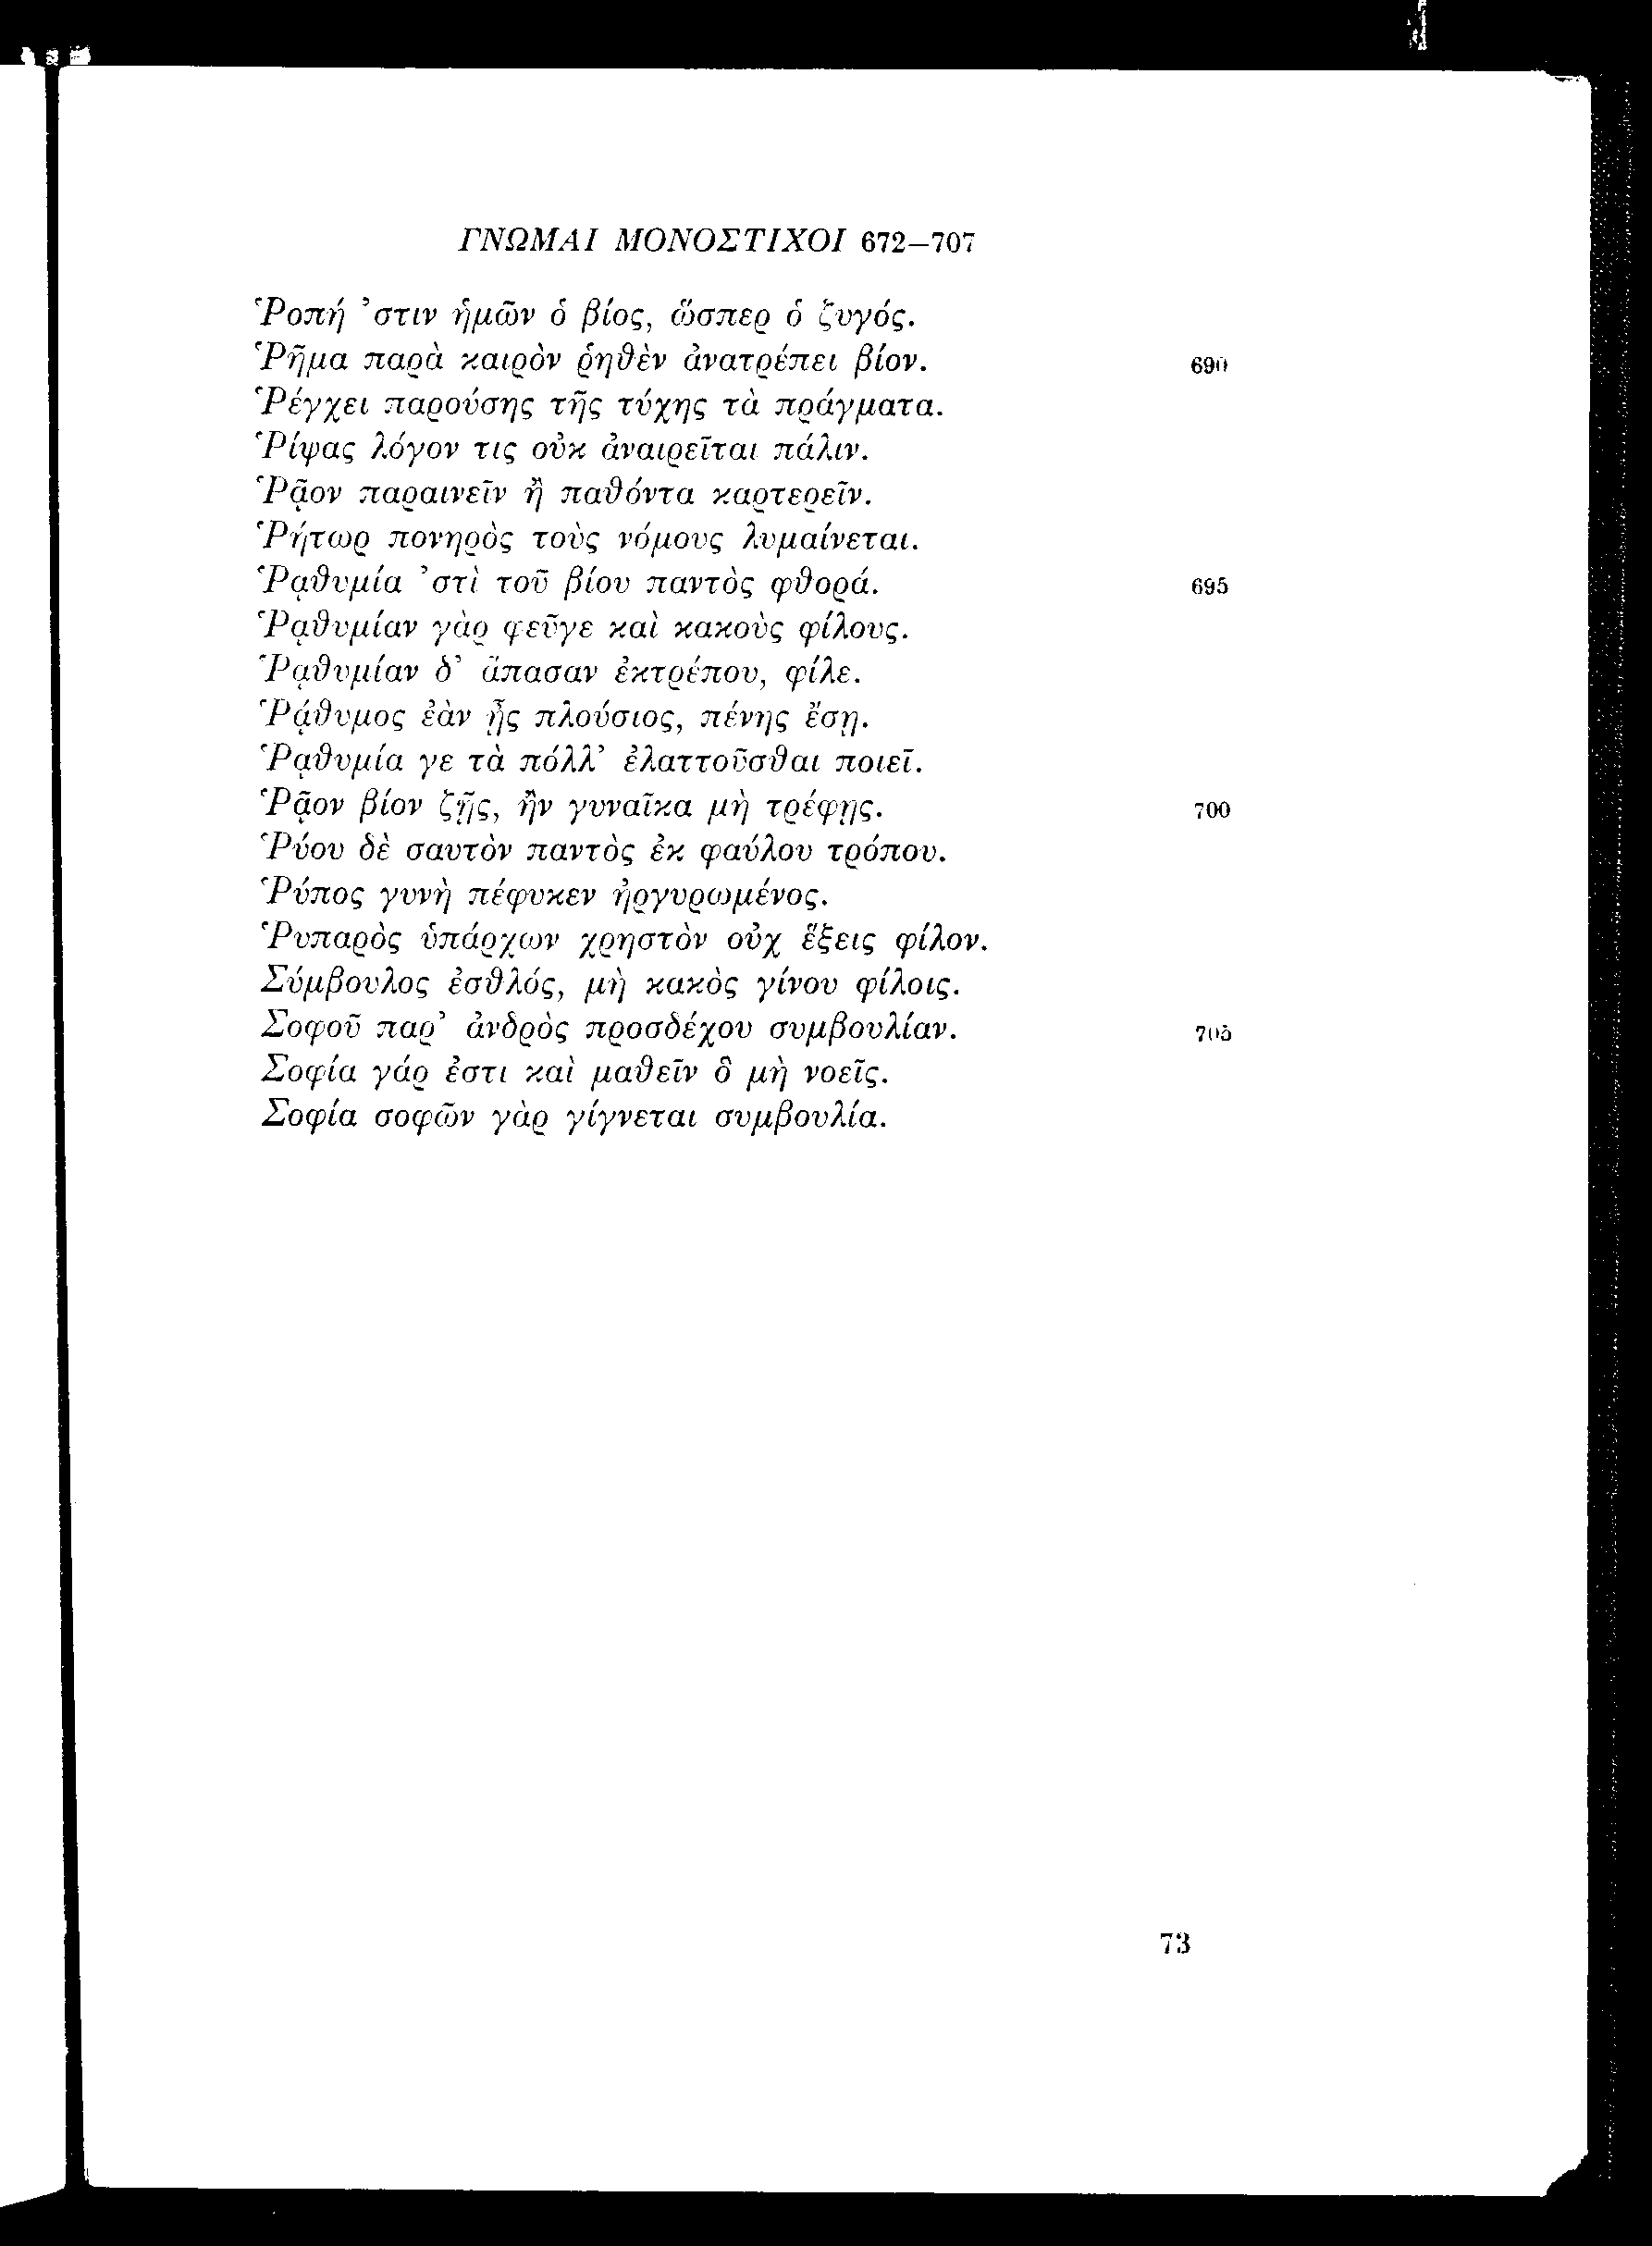 ΓΝΩΜΑΙ ΜΟΝΟΣΤΙΧΟΙ 672–707
Ῥοπή ’στιν ἡμῶν ὁ βίος, ὥσπερ ὁ ζυγός.
Ῥῆμα παρὰ καιρὸν ῥηθὲν ἀνατρέπει βίον. 690
Ῥέγχει παρούσης τῆς τύχης τὰ πράγματα.
Ῥίψας λόγον τις οὐκ ἀναιρεῖται πάλιν.
Ῥᾷον παραινεῖν ἢ παθόντα καρτερεῖν.
Ῥήτωρ πονηρὸς τοὺς νόμους λυμαίνεται.
Ῥᾳθυμία ’στὶ τοῦ βίου παντὸς φθορά. 695
Ῥᾳθυμίαν γὰρ φεῦγε καὶ κακοὺς φίλους.
Ῥᾳθυμίαν δ’ ἅπασαν ἐκτρέπου, φίλε.
Ῥᾴθυμος ἐὰν ᾖς πλούσιος, πένης ἔσῃ.
Ῥᾳθυμία γε τὰ πόλλ’ ἐλαττοῦσθαι ποιεῖ.
Ῥᾷον βίον ζῇς, ἢν γυναῖκα μὴ τρέφῃς. 700
Ῥύου δὲ σαυτὸν παντὸς ἐκ φαύλου τρόπου.
Ῥύπος γυνὴ πέφυκεν ἠργυρωμένος.
Ῥυπαρὸς ὑπάρχων χρηστὸν οὐχ ἕξεις φίλον.
Σύμβουλος ἐσθλός, μὴ κακὸς γίνου φίλοις.
Σοφοῦ παρ’ ἀνδρὸς προσδέχου συμβουλίαν. 705
Σοφία γάρ ἐστι καὶ μαθεῖν ὃ μὴ νοεῖς.
Σοφία σοφῶν γὰρ γίγνεται συμβουλία.
73